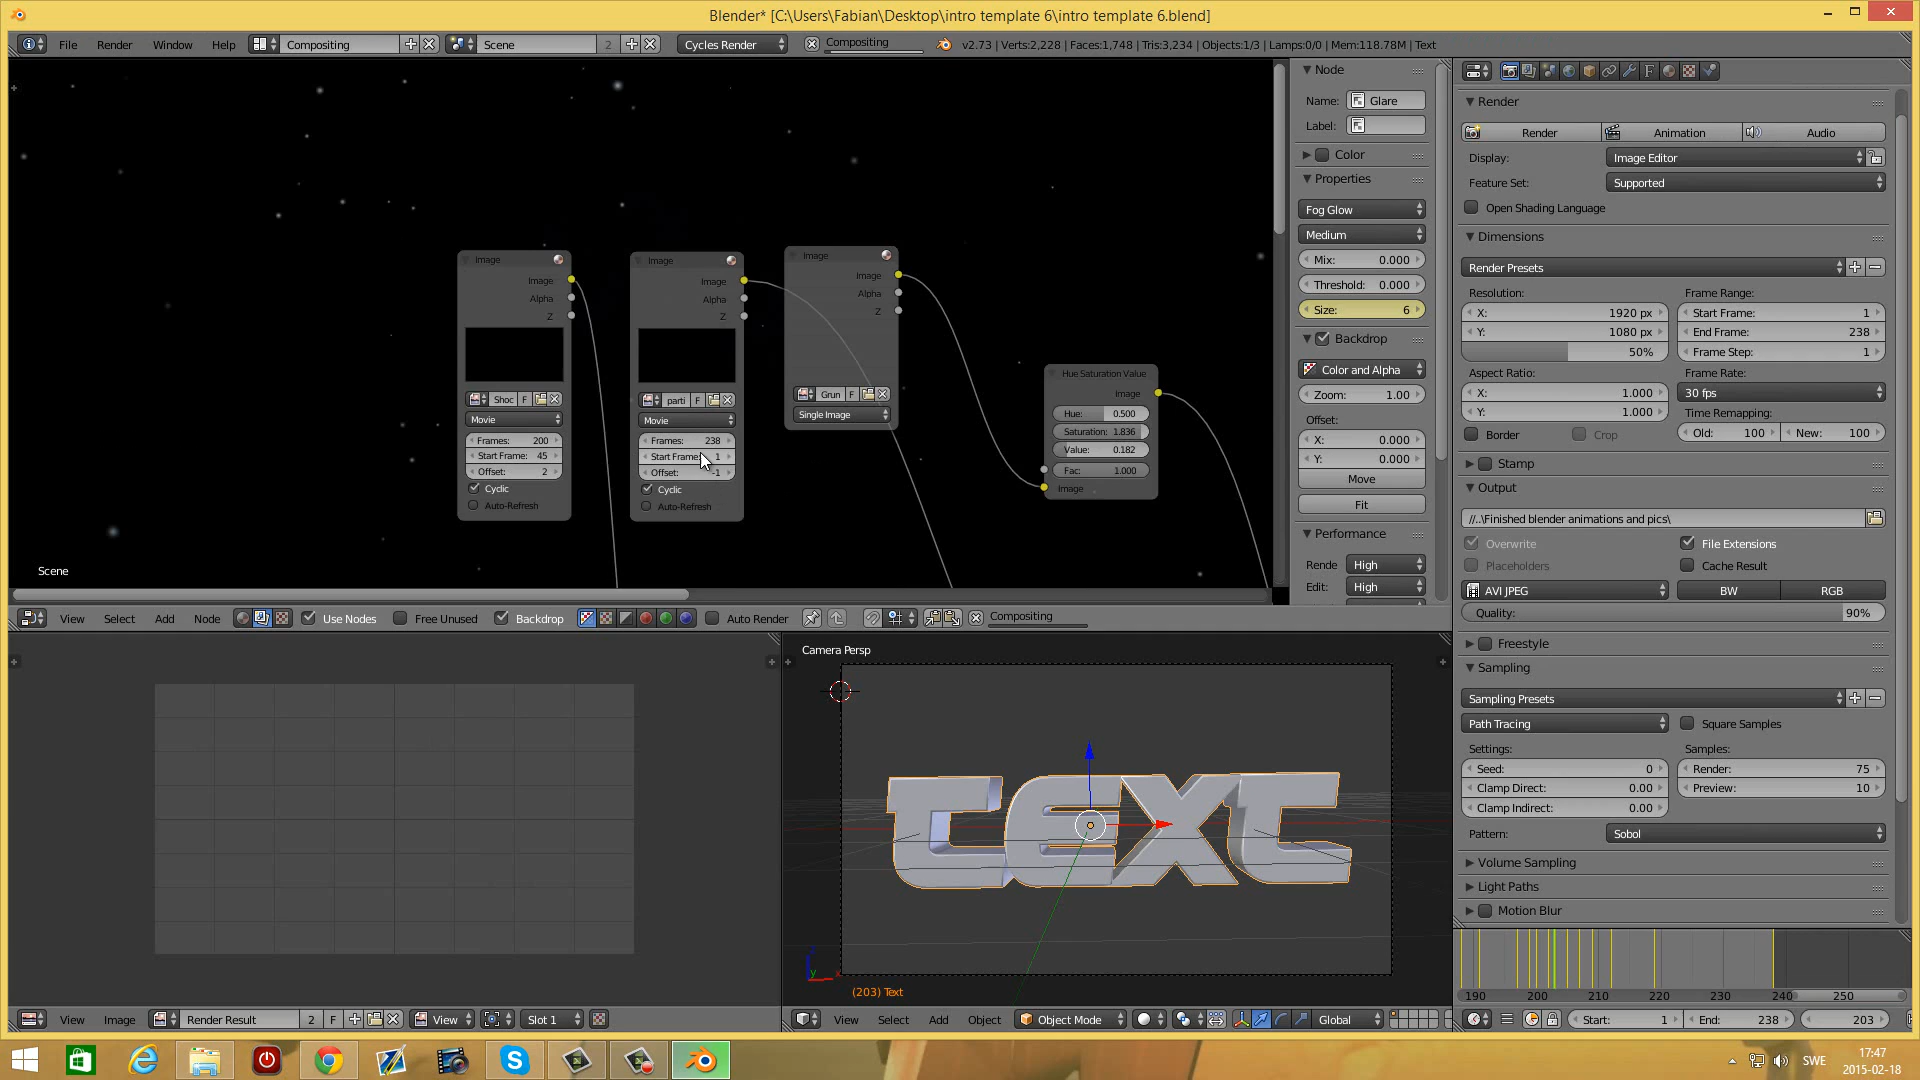 Blender* [C:\Users\Fabian\Desktop\intro template 6\intro template 6.blend]
File Render Window Help Compositing Scene 2 Cycles Render Compositing v2.73 | Verts:2,228 | Faces:1,748 | Tris:3,234 | Objects:1/3 | Lamps:0/0 | Mem:118.78M | Text
Image
Image
Alpha
Z
Shoc F
Movie
Frames: 200
Start Frame: 45
Offset: 2
Cyclic
Auto-Refresh
Image
Image
Alpha
Z
parti F
Movie
Frames: 238
Start Frame: 1
Offset: -1
Cyclic
Auto-Refresh
Image
Image
Alpha
Z
Grun F
Single Image
Hue Saturation Value
Image
Hue: 0.500
Saturation: 1.836
Value: 0.182
Fac: 1.000
Image
Scene
View Select Add Node Use Nodes Free Unused Backdrop Auto Render Compositing
Node
Name: Glare
Label:
Color
Properties
Fog Glow
Medium
Mix: 0.000
Threshold: 0.000
Size: 6
Backdrop
Color and Alpha
Zoom: 1.00
Offset:
X: 0.000
Y: 0.000
Move
Fit
Performance
Rende High
Edit: High
Render
Render Animation Audio
Display: Image Editor
Feature Set: Supported
Open Shading Language
Dimensions
Render Presets
Resolution: Frame Range:
X: 1920 px Start Frame: 1
Y: 1080 px End Frame: 238
50% Frame Step: 1
Aspect Ratio: Frame Rate:
X: 1.000 30 fps
Y: 1.000 Time Remapping:
Border Crop Old: 100 New: 100
Stamp
Output
//..\Finished blender animations and pics\
Overwrite File Extensions
Placeholders Cache Result
AVI JPEG BW RGB
Quality: 90%
Freestyle
Sampling
Sampling Presets
Path Tracing Square Samples
Settings: Samples:
Seed: 0 Render: 75
Clamp Direct: 0.00 Preview: 10
Clamp Indirect: 0.00
Pattern: Sobol
Volume Sampling
Light Paths
Motion Blur
Camera Persp
TEXT
x
y
(203) Text
190 200 210 220 230 240 250
View Image Render Result 2 F View Slot 1
View Select Add Object Object Mode Global
Start: 1 End: 238 203
SWE
17:47
2015-02-18